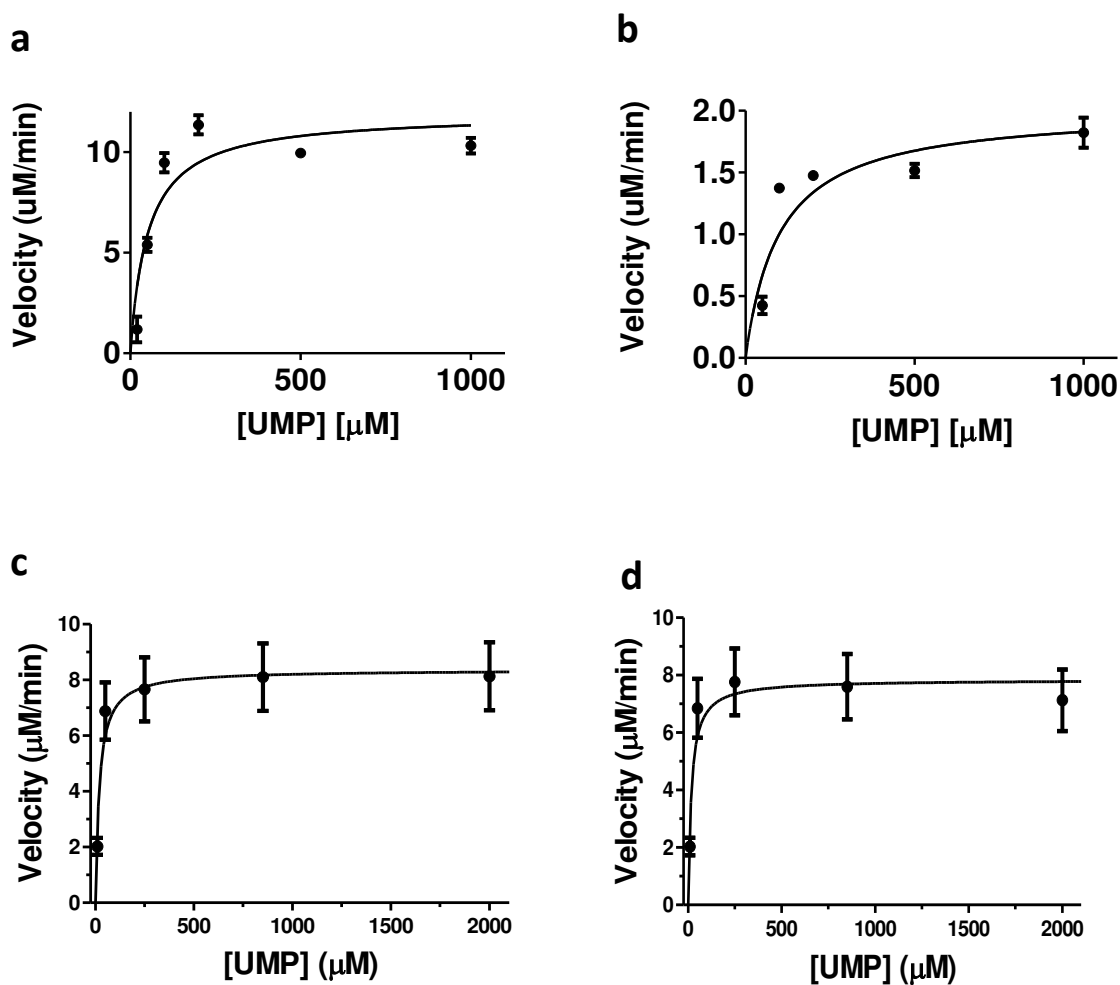 a
Velocity (uM/min)
10
5
0
0 500 1000
[UMP] [μM]
b
Velocity (uM/min)
2.0
1.5
1.0
0.5
0.0
0 500 1000
[UMP] [μM]
c
Velocity (μM/min)
10
8
6
4
2
0
0 500 1000 1500 2000
[UMP] (μM)
d
Velocity (μM/min)
10
8
6
4
2
0
0 500 1000 1500 2000
[UMP] (μM)